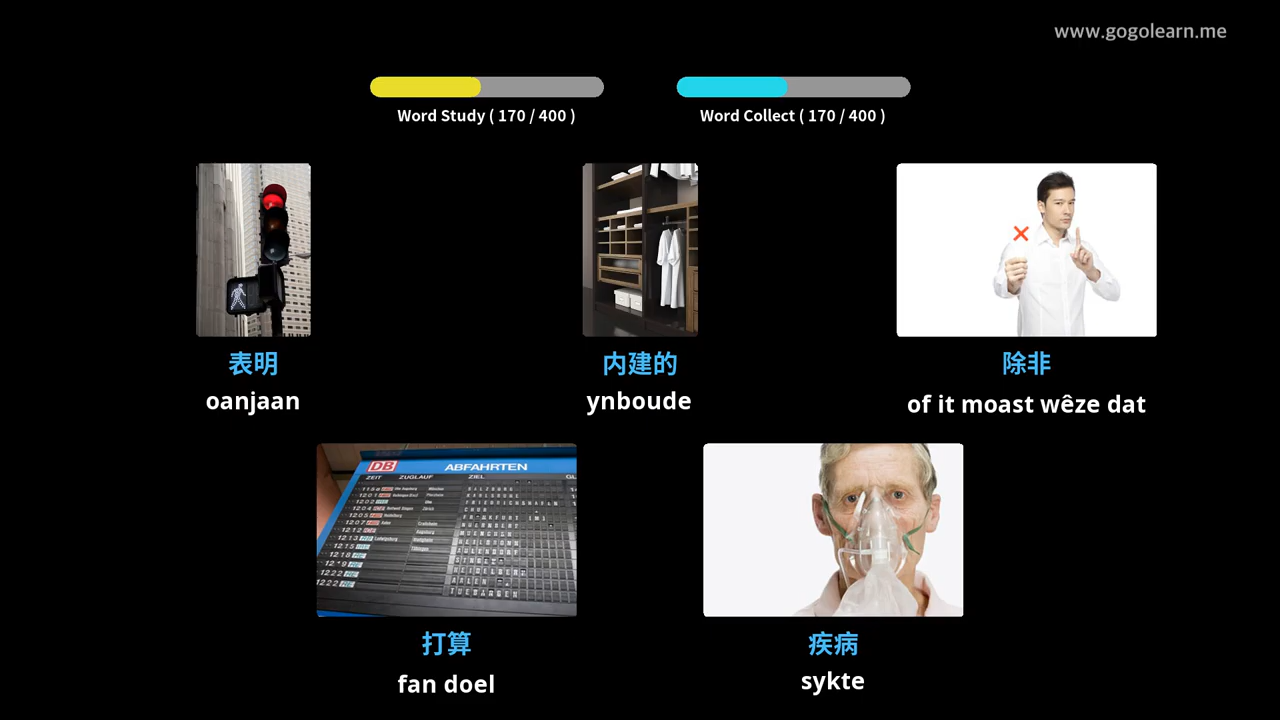 www.gogolearn.me
Word Study ( 170 / 400 )
Word Collect ( 170 / 400 )
表明
oanjaan
内建的
ynboude
除非
of it moast wêze dat
DB
ABFAHRTEN
ZEIT ZUGLAUF ZIEL
打算
fan doel
疾病
sykte